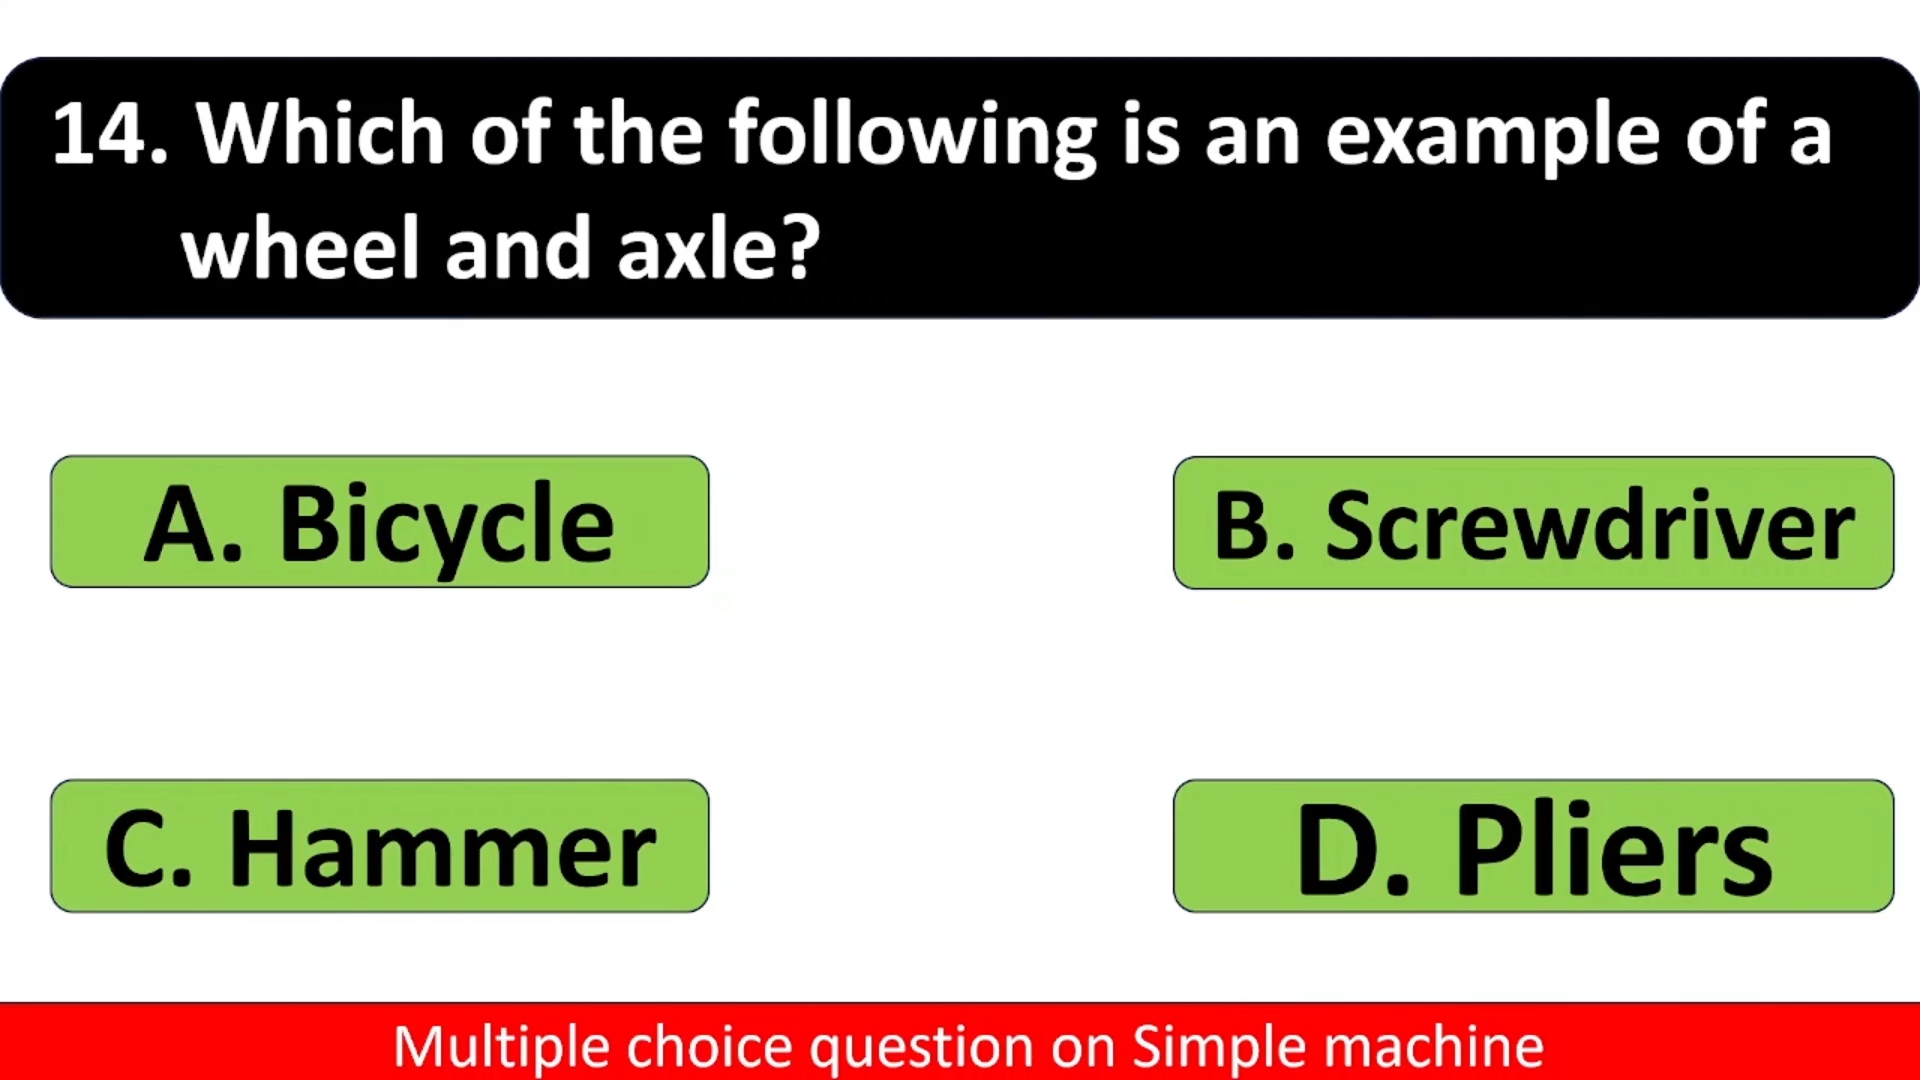 14. Which of the following is an example of a
wheel and axle?
A. Bicycle
B. Screwdriver
C. Hammer
D. Pliers
Multiple choice question on Simple machine